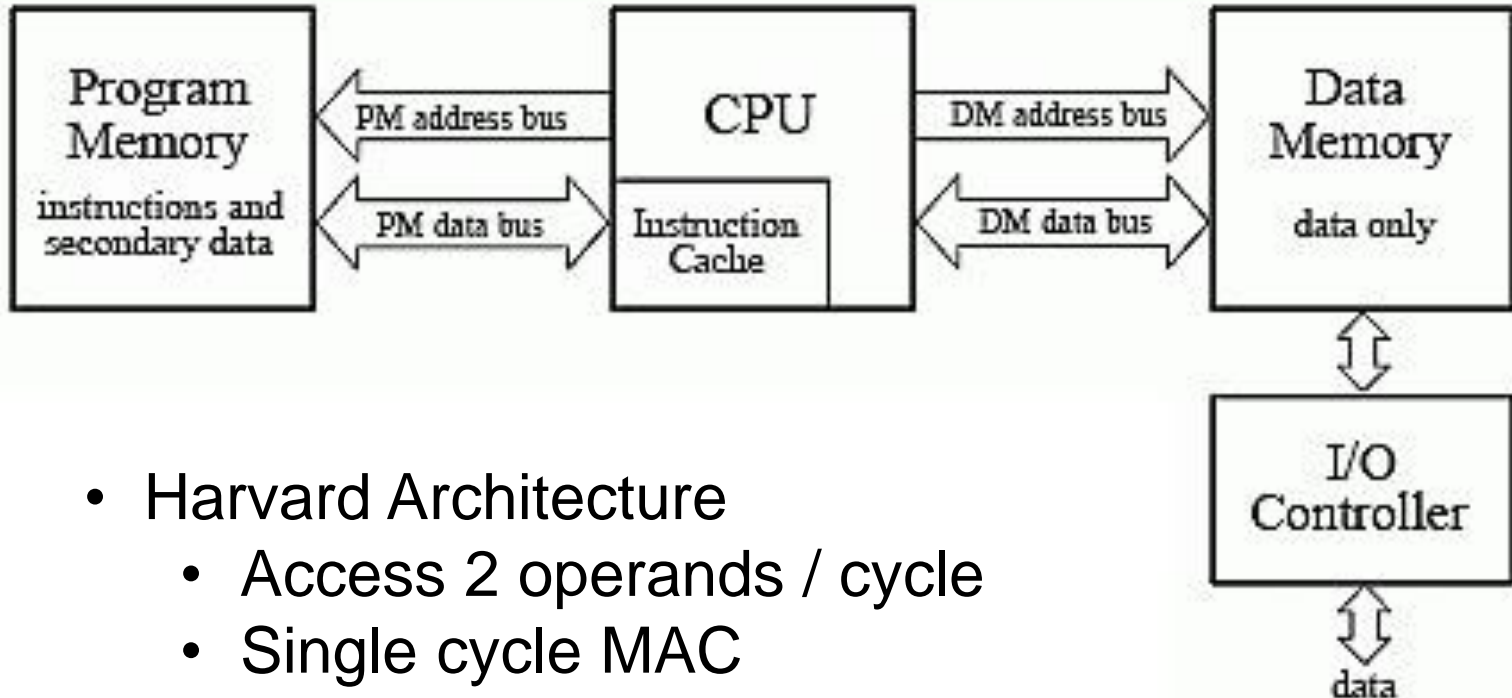 Program
Memory
instructions and
secondary data
PM address bus
PM data bus
CPU
Instruction
Cache
DM address bus
DM data bus
Data
Memory
data only
I/O
Controller
data
• Harvard Architecture
• Access 2 operands / cycle
• Single cycle MAC